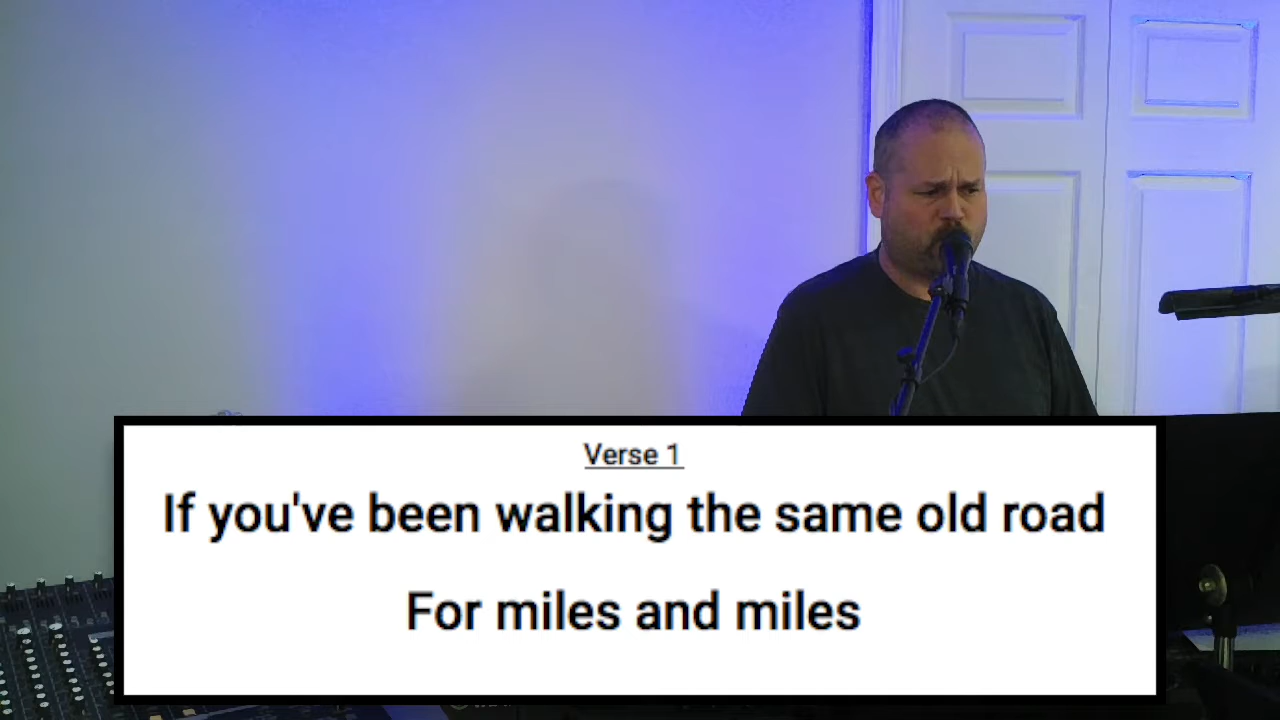 Verse 1
If you've been walking the same old road
For miles and miles